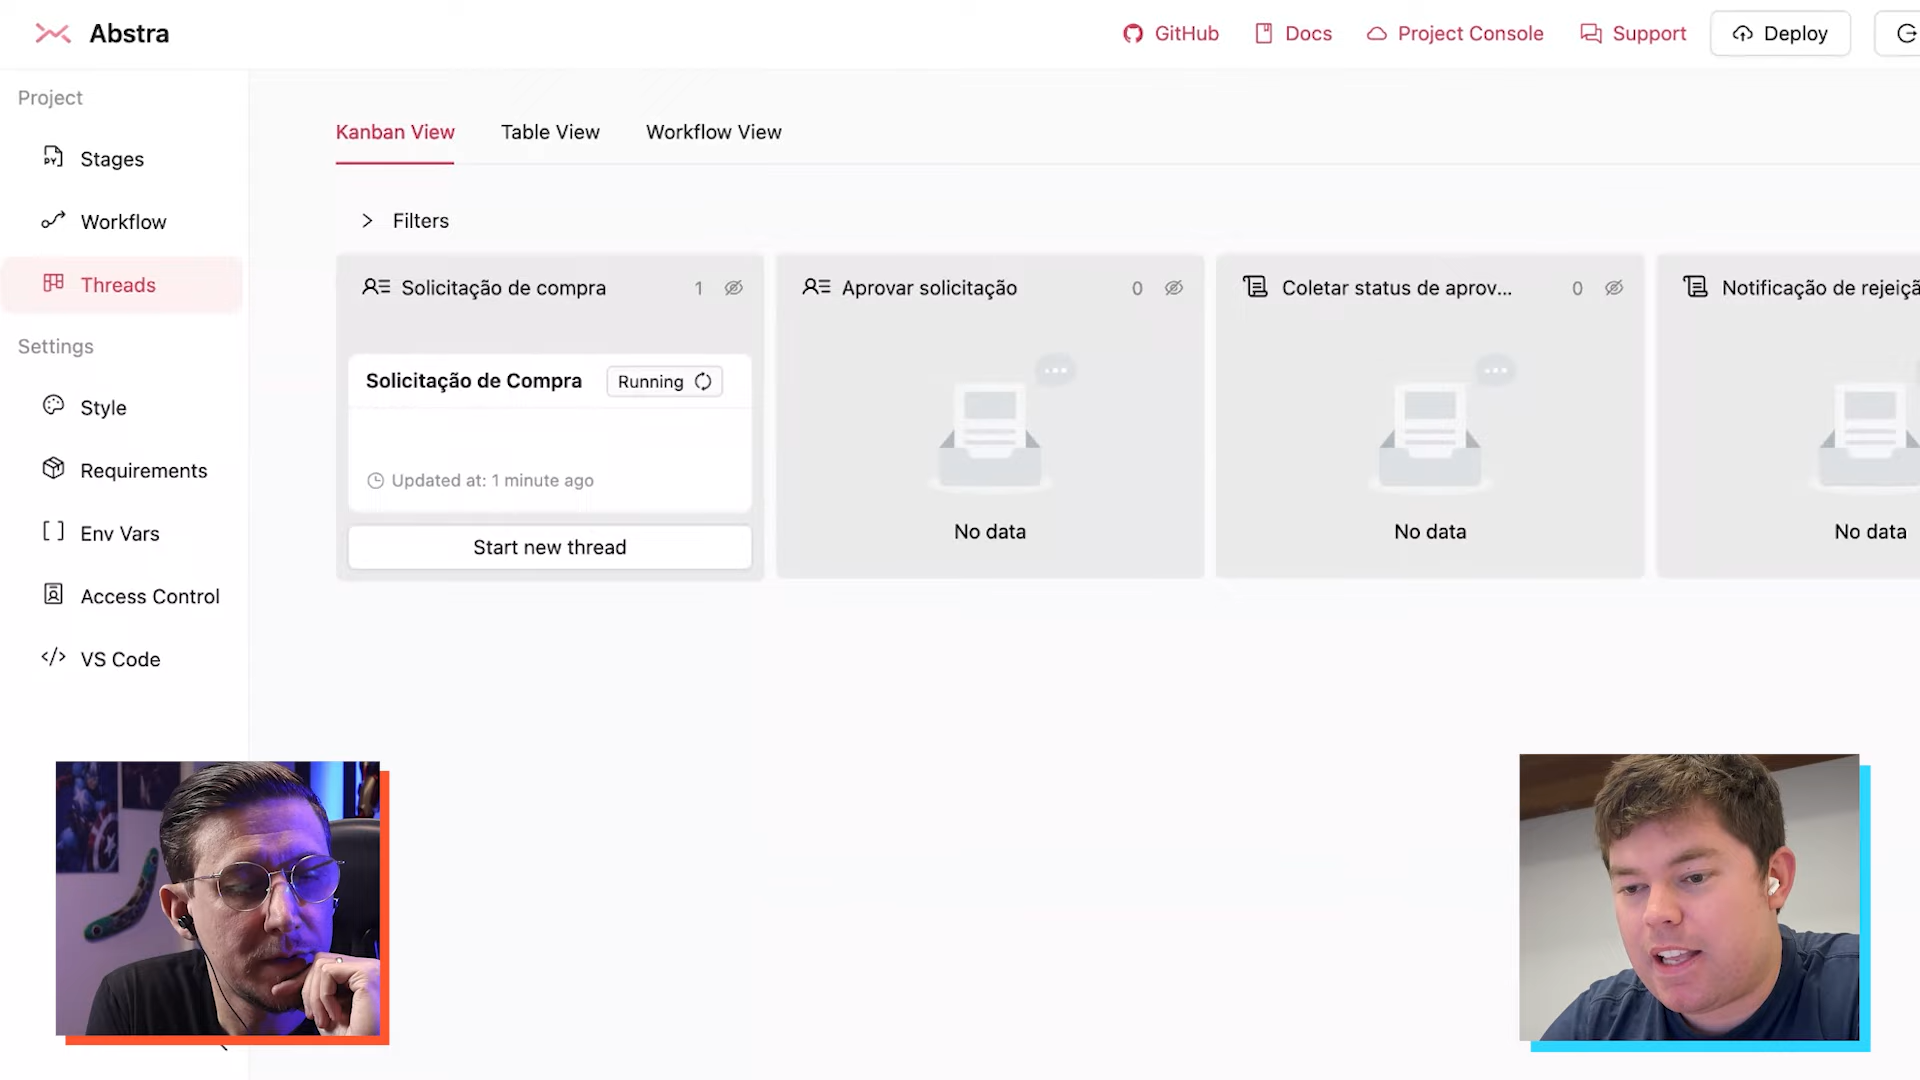 Abstra
GitHub
Docs
Project Console
Support
Deploy
Project
Stages
Workflow
Threads
Settings
Style
Requirements
Env Vars
Access Control
VS Code
Kanban View
Table View
Workflow View
Filters
Solicitação de compra 1
Solicitação de Compra Running
Updated at: 1 minute ago
Start new thread
Aprovar solicitação 0
No data
Coletar status de aprov... 0
No data
Notificação de rejeiçã
No data